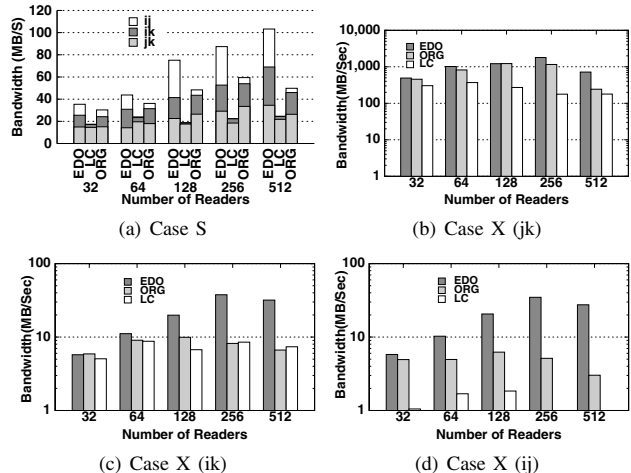 120
100
80
60
40
20
0
Bandwidth (MB/S)
ij
ik
jk
EDO LC ORG EDO LC ORG EDO LC ORG EDO LC ORG EDO LC ORG
32 64 128 256 512
Number of Readers
(a) Case S
10,000
1,000
100
10
1
Bandwidth(MB/Sec)
EDO
ORG
LC
32 64 128 256 512
Number of Readers
(b) Case X (jk)
100
10
1
Bandwidth(MB/Sec)
EDO
ORG
LC
32 64 128 256 512
Number of Readers
(c) Case X (ik)
100
10
1
Bandwidth(MB/Sec)
EDO
ORG
LC
32 64 128 256 512
Number of Readers
(d) Case X (ij)